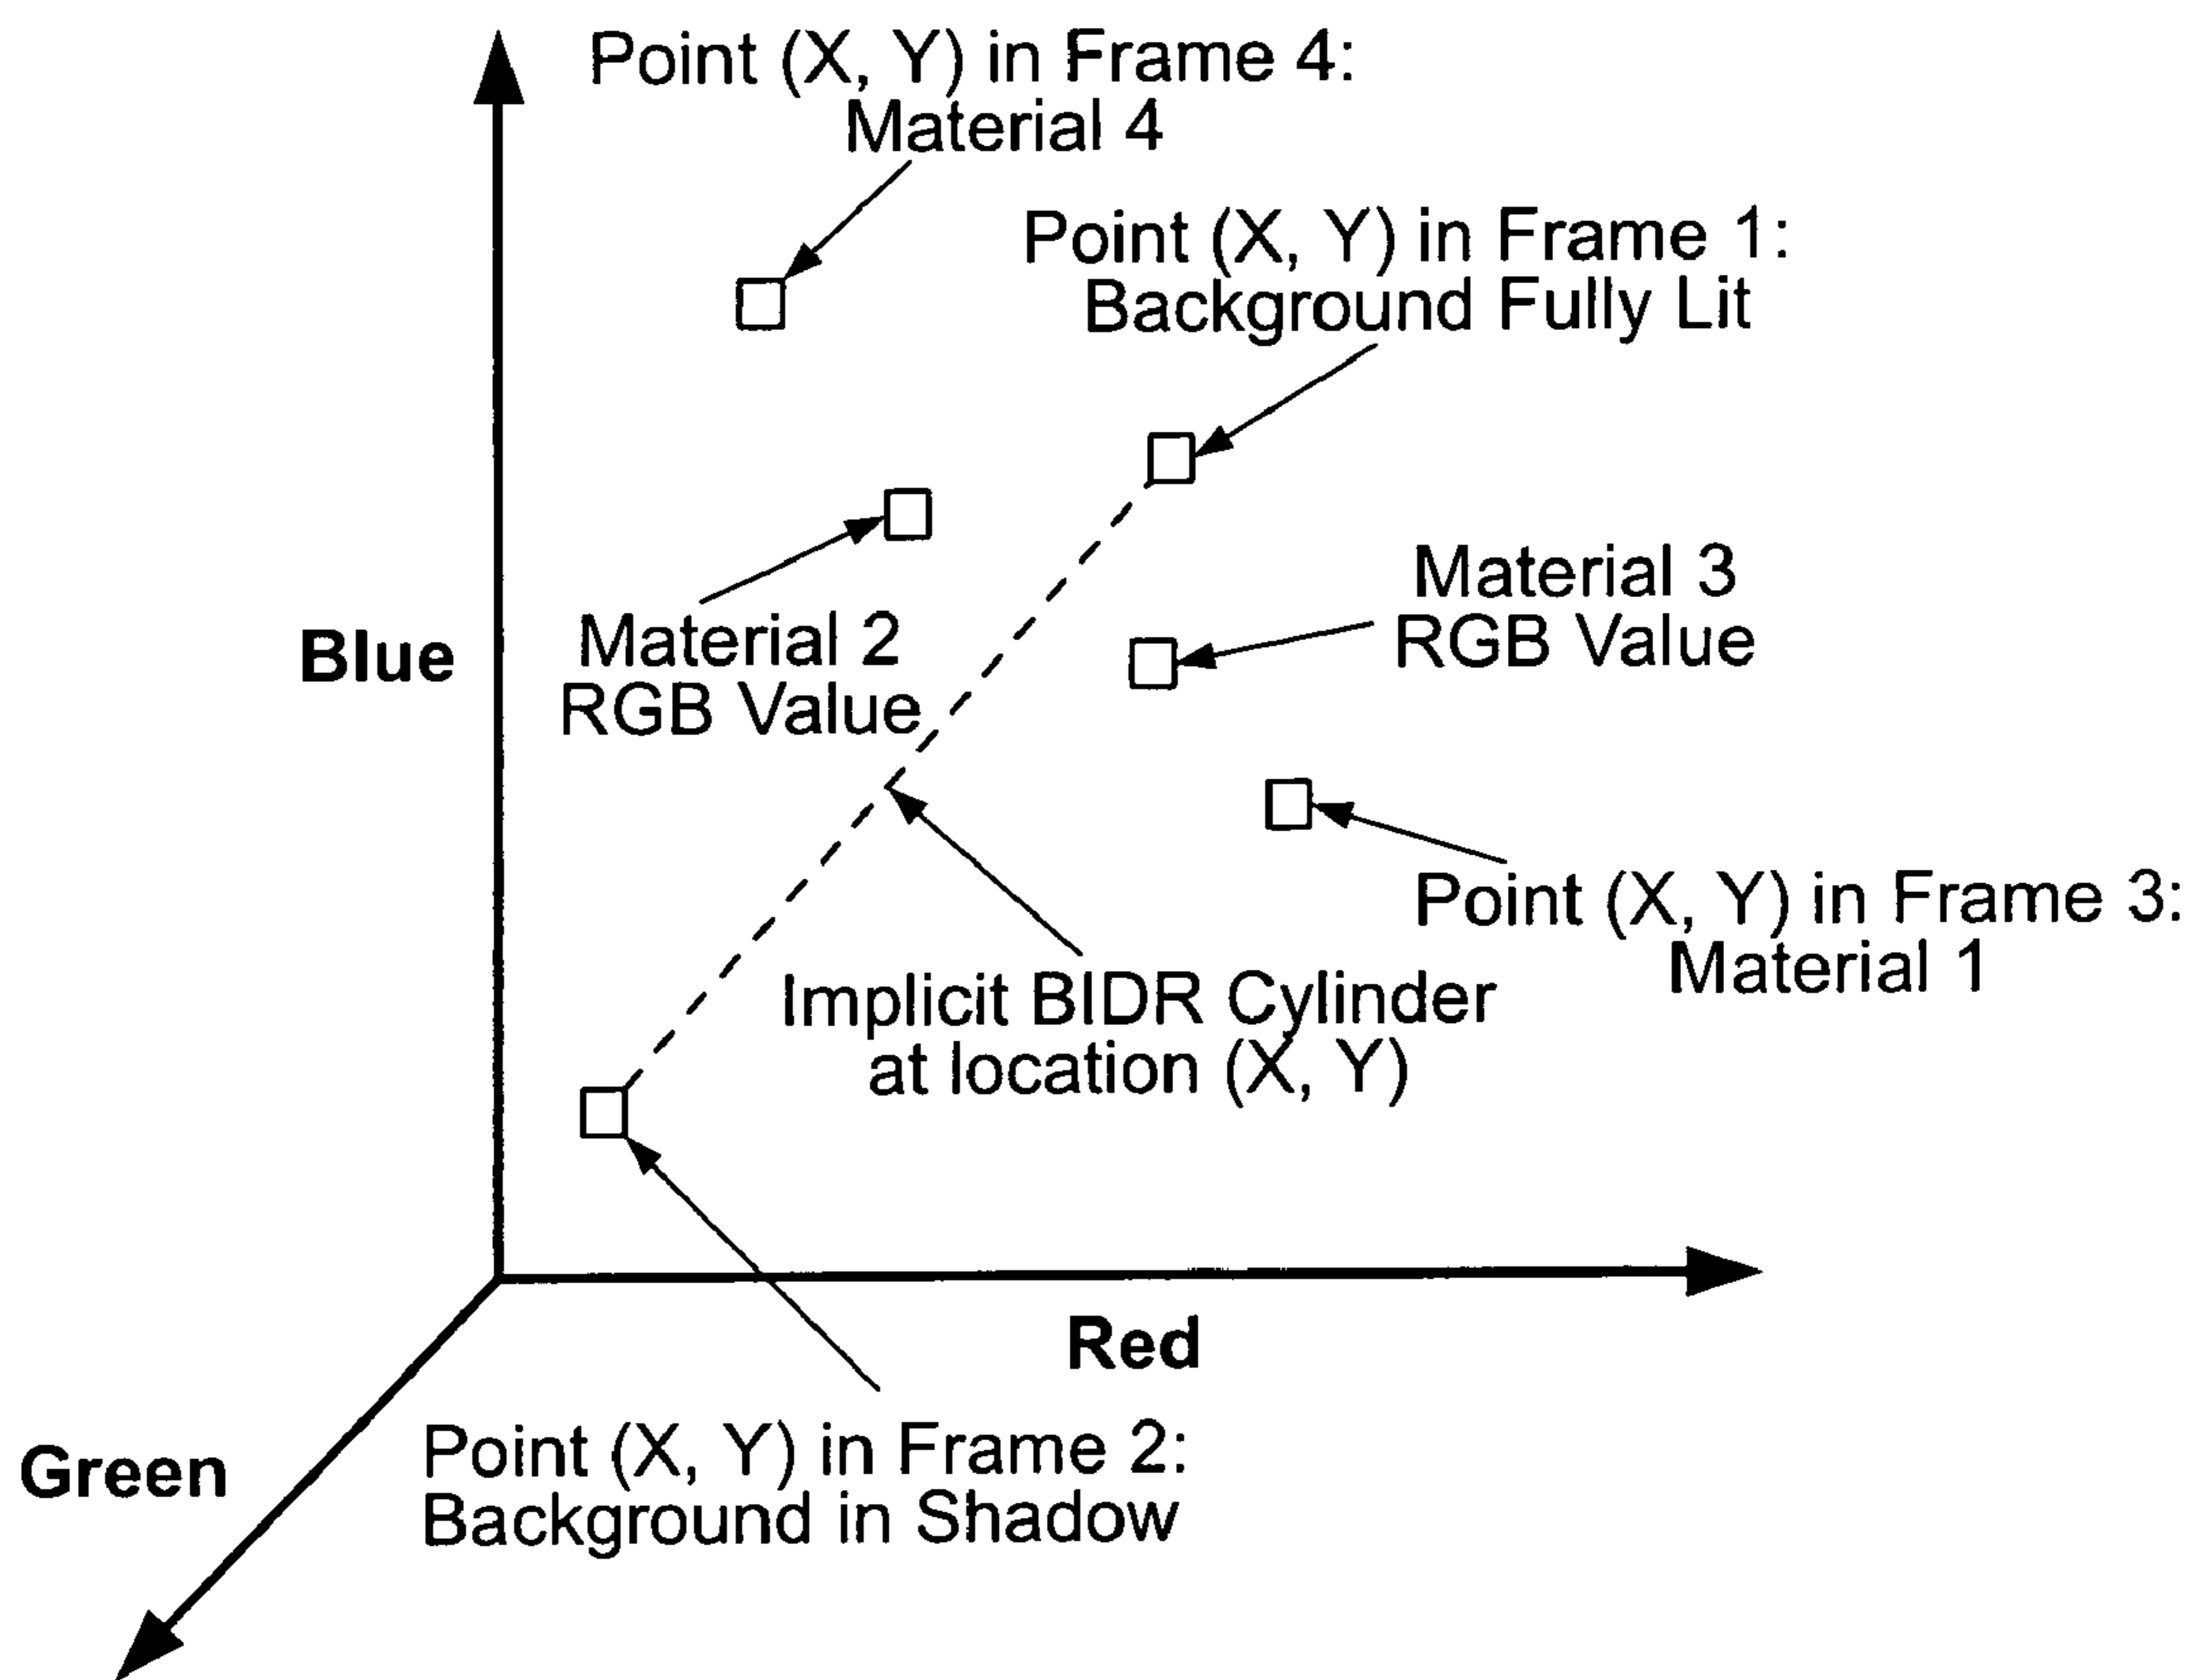 Point (X, Y) in Frame 4:
Material 4
Point (X, Y) in Frame 1:
Background Fully Lit
Material 3
RGB Value
Blue
Material 2
RGB Value
Point (X, Y) in Frame 3:
Material 1
Implicit BIDR Cylinder
at location (X, Y)
Red
Green
Point (X, Y) in Frame 2:
Background in Shadow